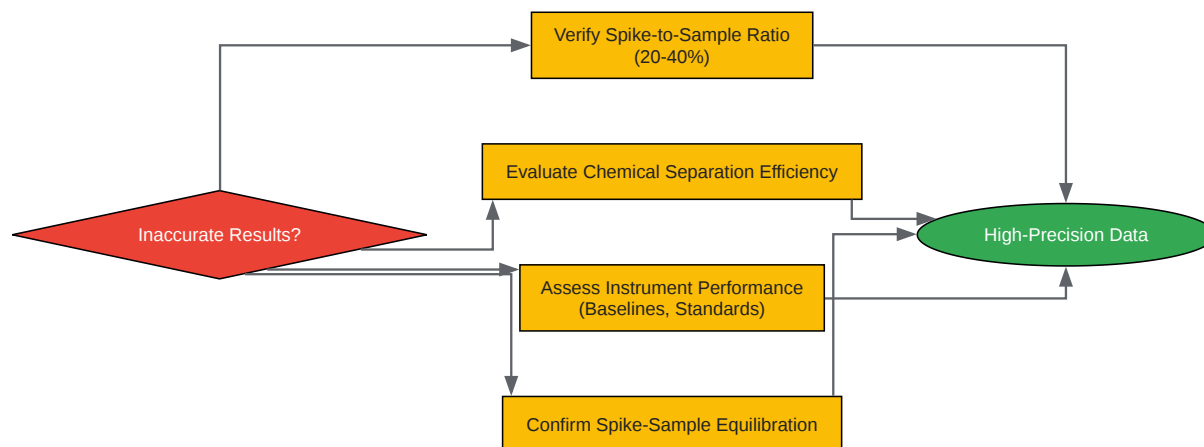 Verify Spike-to-Sample Ratio
(20-40%)
Evaluate Chemical Separation Efficiency
Inaccurate Results?
High-Precision Data
Assess Instrument Performance
(Baselines, Standards)
Confirm Spike-Sample Equilibration